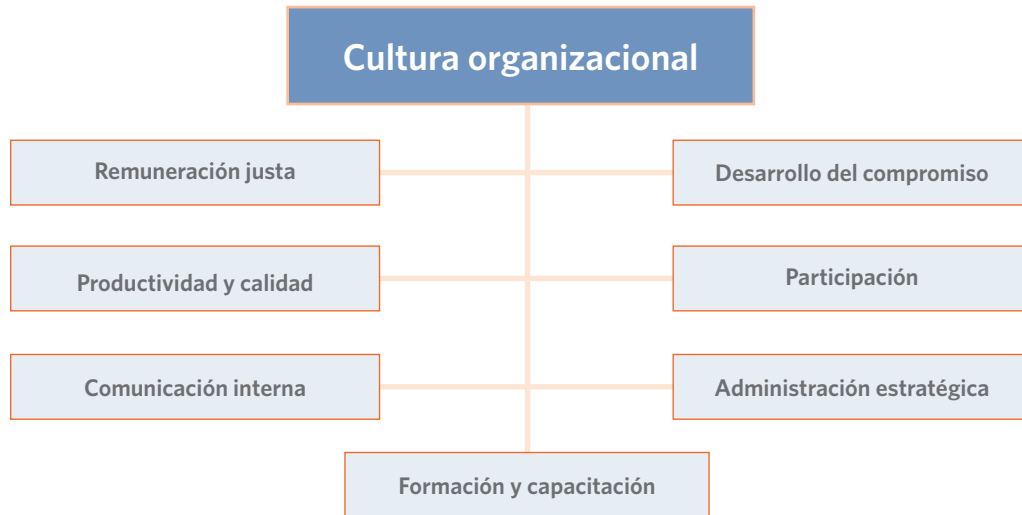 Cultura organizacional
Remuneración justa
Desarrollo del compromiso
Productividad y calidad
Participación
Comunicación interna
Administración estratégica
Formación y capacitación